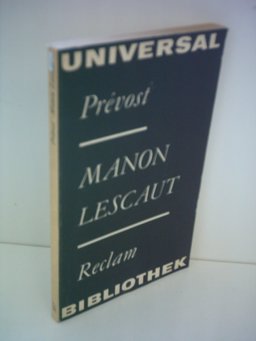 UNIVERSAL
Prévost
MANON
LESCAUT
Reclam
BIBLIOTHEK